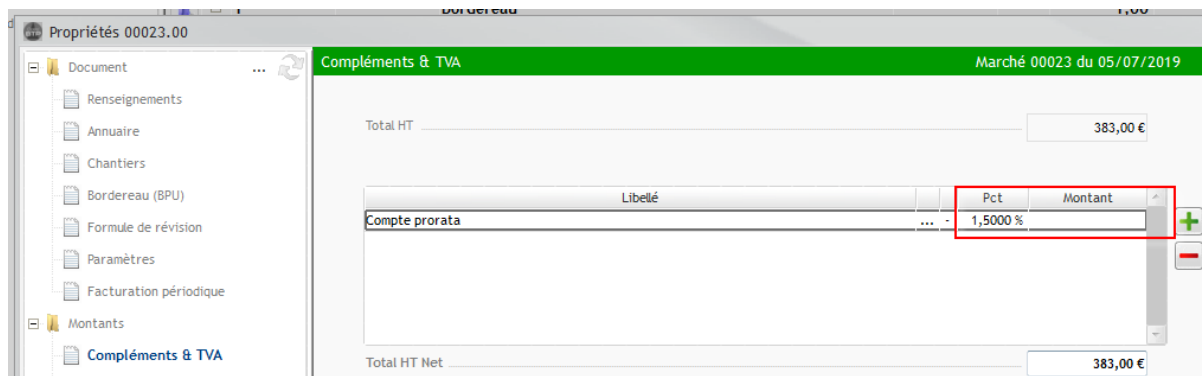 bordereau 1,00
Propriétés 00023.00
Document ...
Compléments & TVA Marché 00023 du 05/07/2019
Renseignements
Annuaire
Chantiers
Bordereau (BPU)
Formule de révision
Paramètres
Facturation périodique
Montants
Compléments & TVA
Total HT 383,00 €
Libellé Pct Montant
Compte prorata ... - 1,5000 %
Total HT Net 383,00 €